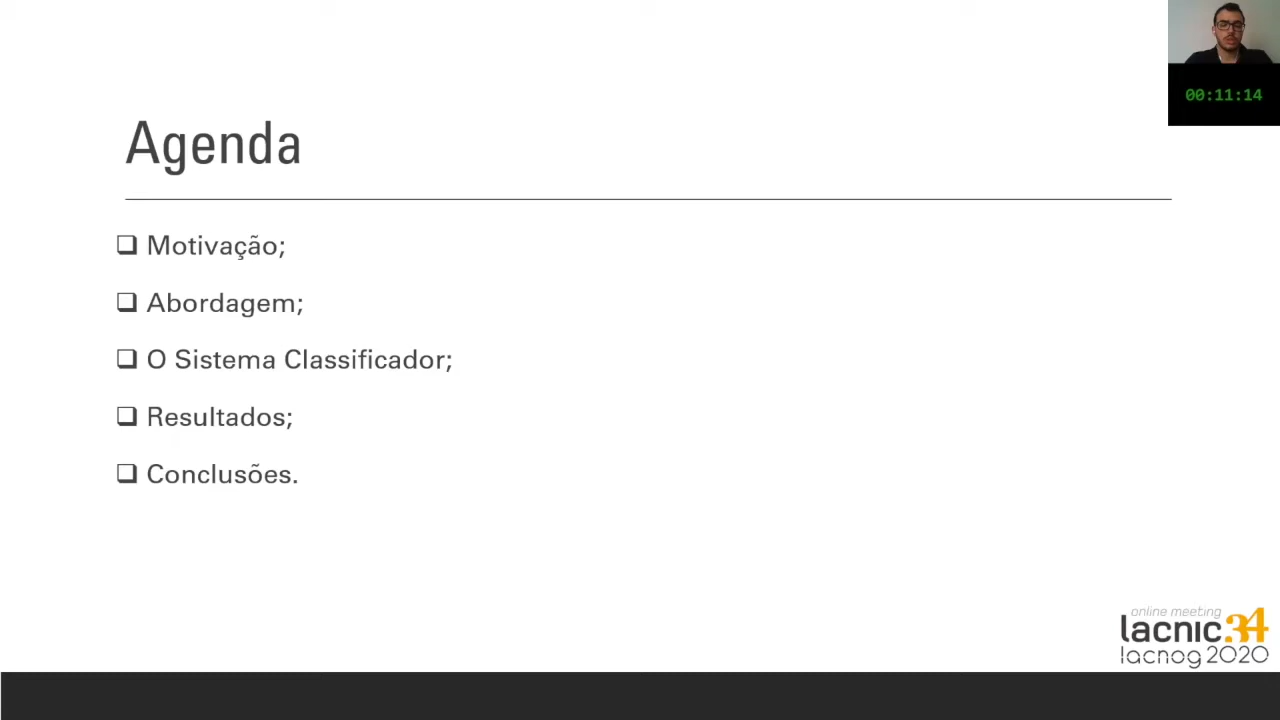 00:11:14
Agenda
Motivação;
Abordagem;
O Sistema Classificador;
Resultados;
Conclusões.
online meeting
lacnic.34
lacnog 2020